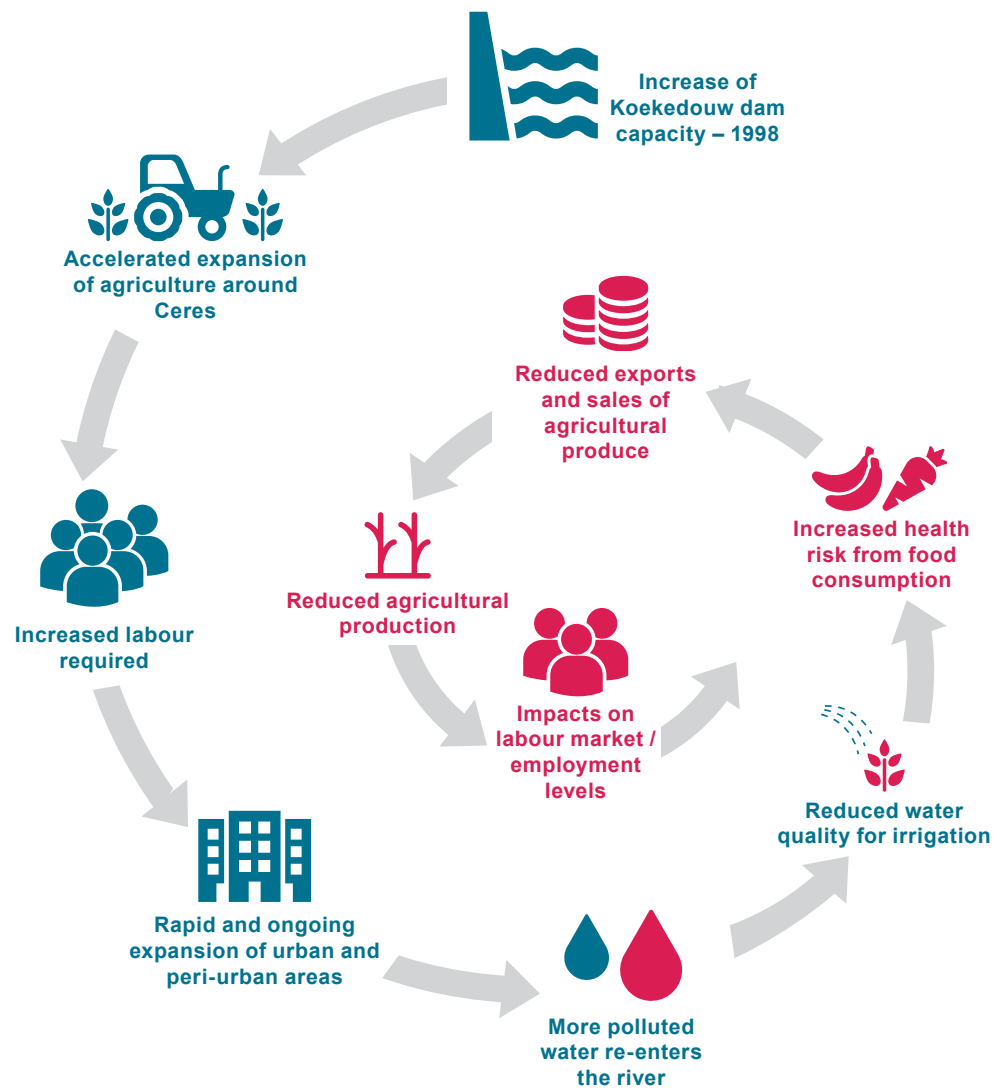 Increase of
Koekedouw dam
capacity – 1998
Accelerated expansion
of agriculture around
Ceres
Increased labour
required
Rapid and ongoing
expansion of urban and
peri-urban areas
More polluted
water re-enters
the river
Reduced water
quality for irrigation
Increased health
risk from food
consumption
Reduced exports
and sales of
agricultural
produce
Reduced agricultural
production
Impacts on
labour market /
employment
levels